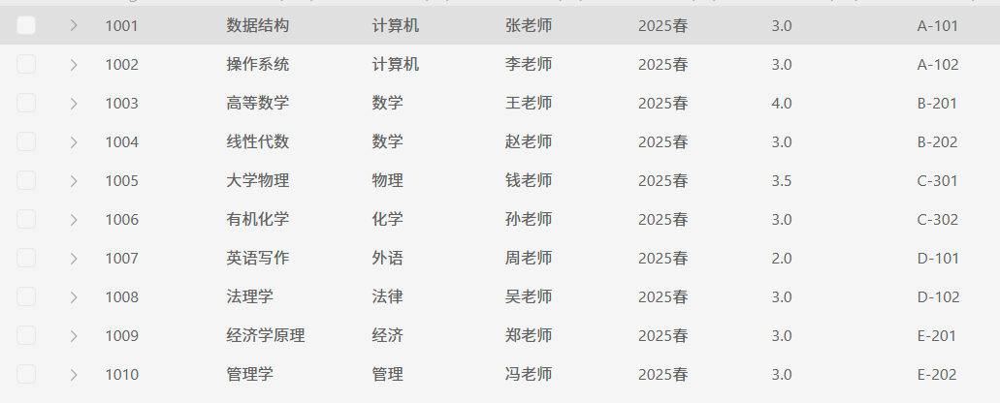 1001 数据结构 计算机 张老师 2025春 3.0 A-101
1002 操作系统 计算机 李老师 2025春 3.0 A-102
1003 高等数学 数学 王老师 2025春 4.0 B-201
1004 线性代数 数学 赵老师 2025春 3.0 B-202
1005 大学物理 物理 钱老师 2025春 3.5 C-301
1006 有机化学 化学 孙老师 2025春 3.0 C-302
1007 英语写作 外语 周老师 2025春 2.0 D-101
1008 法理学 法律 吴老师 2025春 3.0 D-102
1009 经济学原理 经济 郑老师 2025春 3.0 E-201
1010 管理学 管理 冯老师 2025春 3.0 E-202